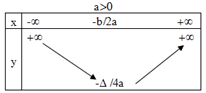 a>0
x -∞ -b/2a +∞
+∞ +∞
y
-Δ /4a